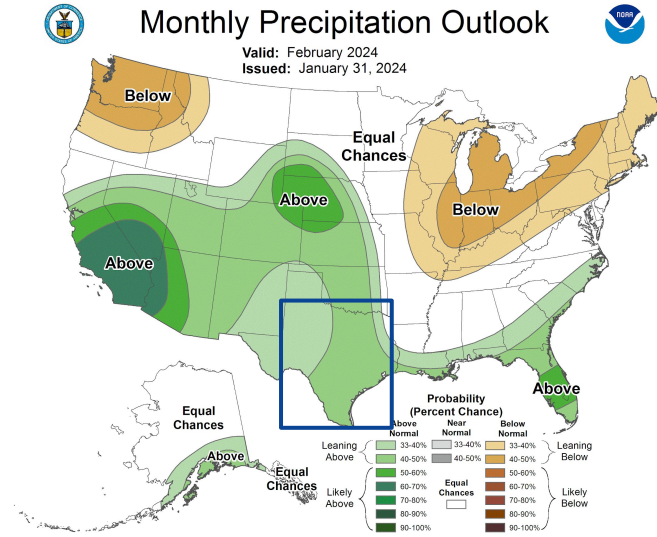 Monthly Precipitation Outlook
NOAA
Valid: February 2024
Issued: January 31, 2024
Below
Equal
Chances
Above
Below
Above
Above
Equal
Chances
Above
Equal
Chances
Probability
(Percent Chance)
Above
Normal
Near
Normal
Below
Normal
Leaning
Above
33-40%
33-40%
33-40%
Leaning
Below
40-50%
40-50%
40-50%
50-60%
50-60%
60-70%
60-70%
Likely
Above
Equal
Chances
Likely
Below
70-80%
70-80%
80-90%
80-90%
90-100%
90-100%